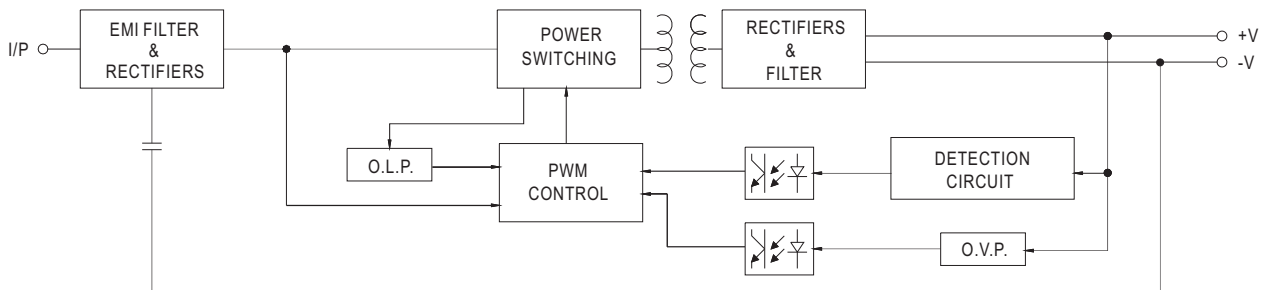 I/P
EMI FILTER
&
RECTIFIERS
POWER
SWITCHING
RECTIFIERS
&
FILTER
+V
-V
O.L.P.
PWM
CONTROL
DETECTION
CIRCUIT
O.V.P.